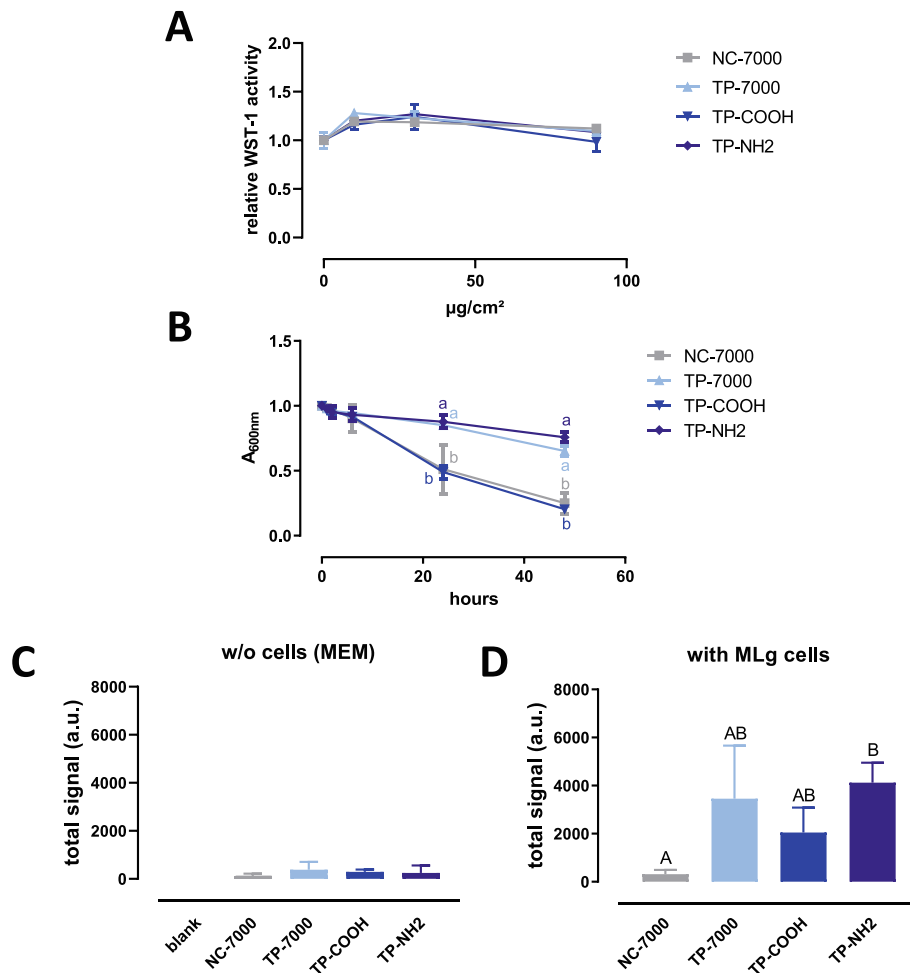 A
relative WST-1 activity
2.0
1.5
1.0
0.5
0.0
0
50
100
µg/cm²
NC-7000
TP-7000
TP-COOH
TP-NH2
B
A600nm
1.5
1.0
0.5
0.0
a
a
b
b
a
a
b
b
0
20
40
60
hours
NC-7000
TP-7000
TP-COOH
TP-NH2
C
w/o cells (MEM)
total signal (a.u.)
8000
6000
4000
2000
0
blank
NC-7000
TP-7000
TP-COOH
TP-NH2
D
with MLg cells
total signal (a.u.)
8000
6000
4000
2000
0
A
AB
AB
B
NC-7000
TP-7000
TP-COOH
TP-NH2